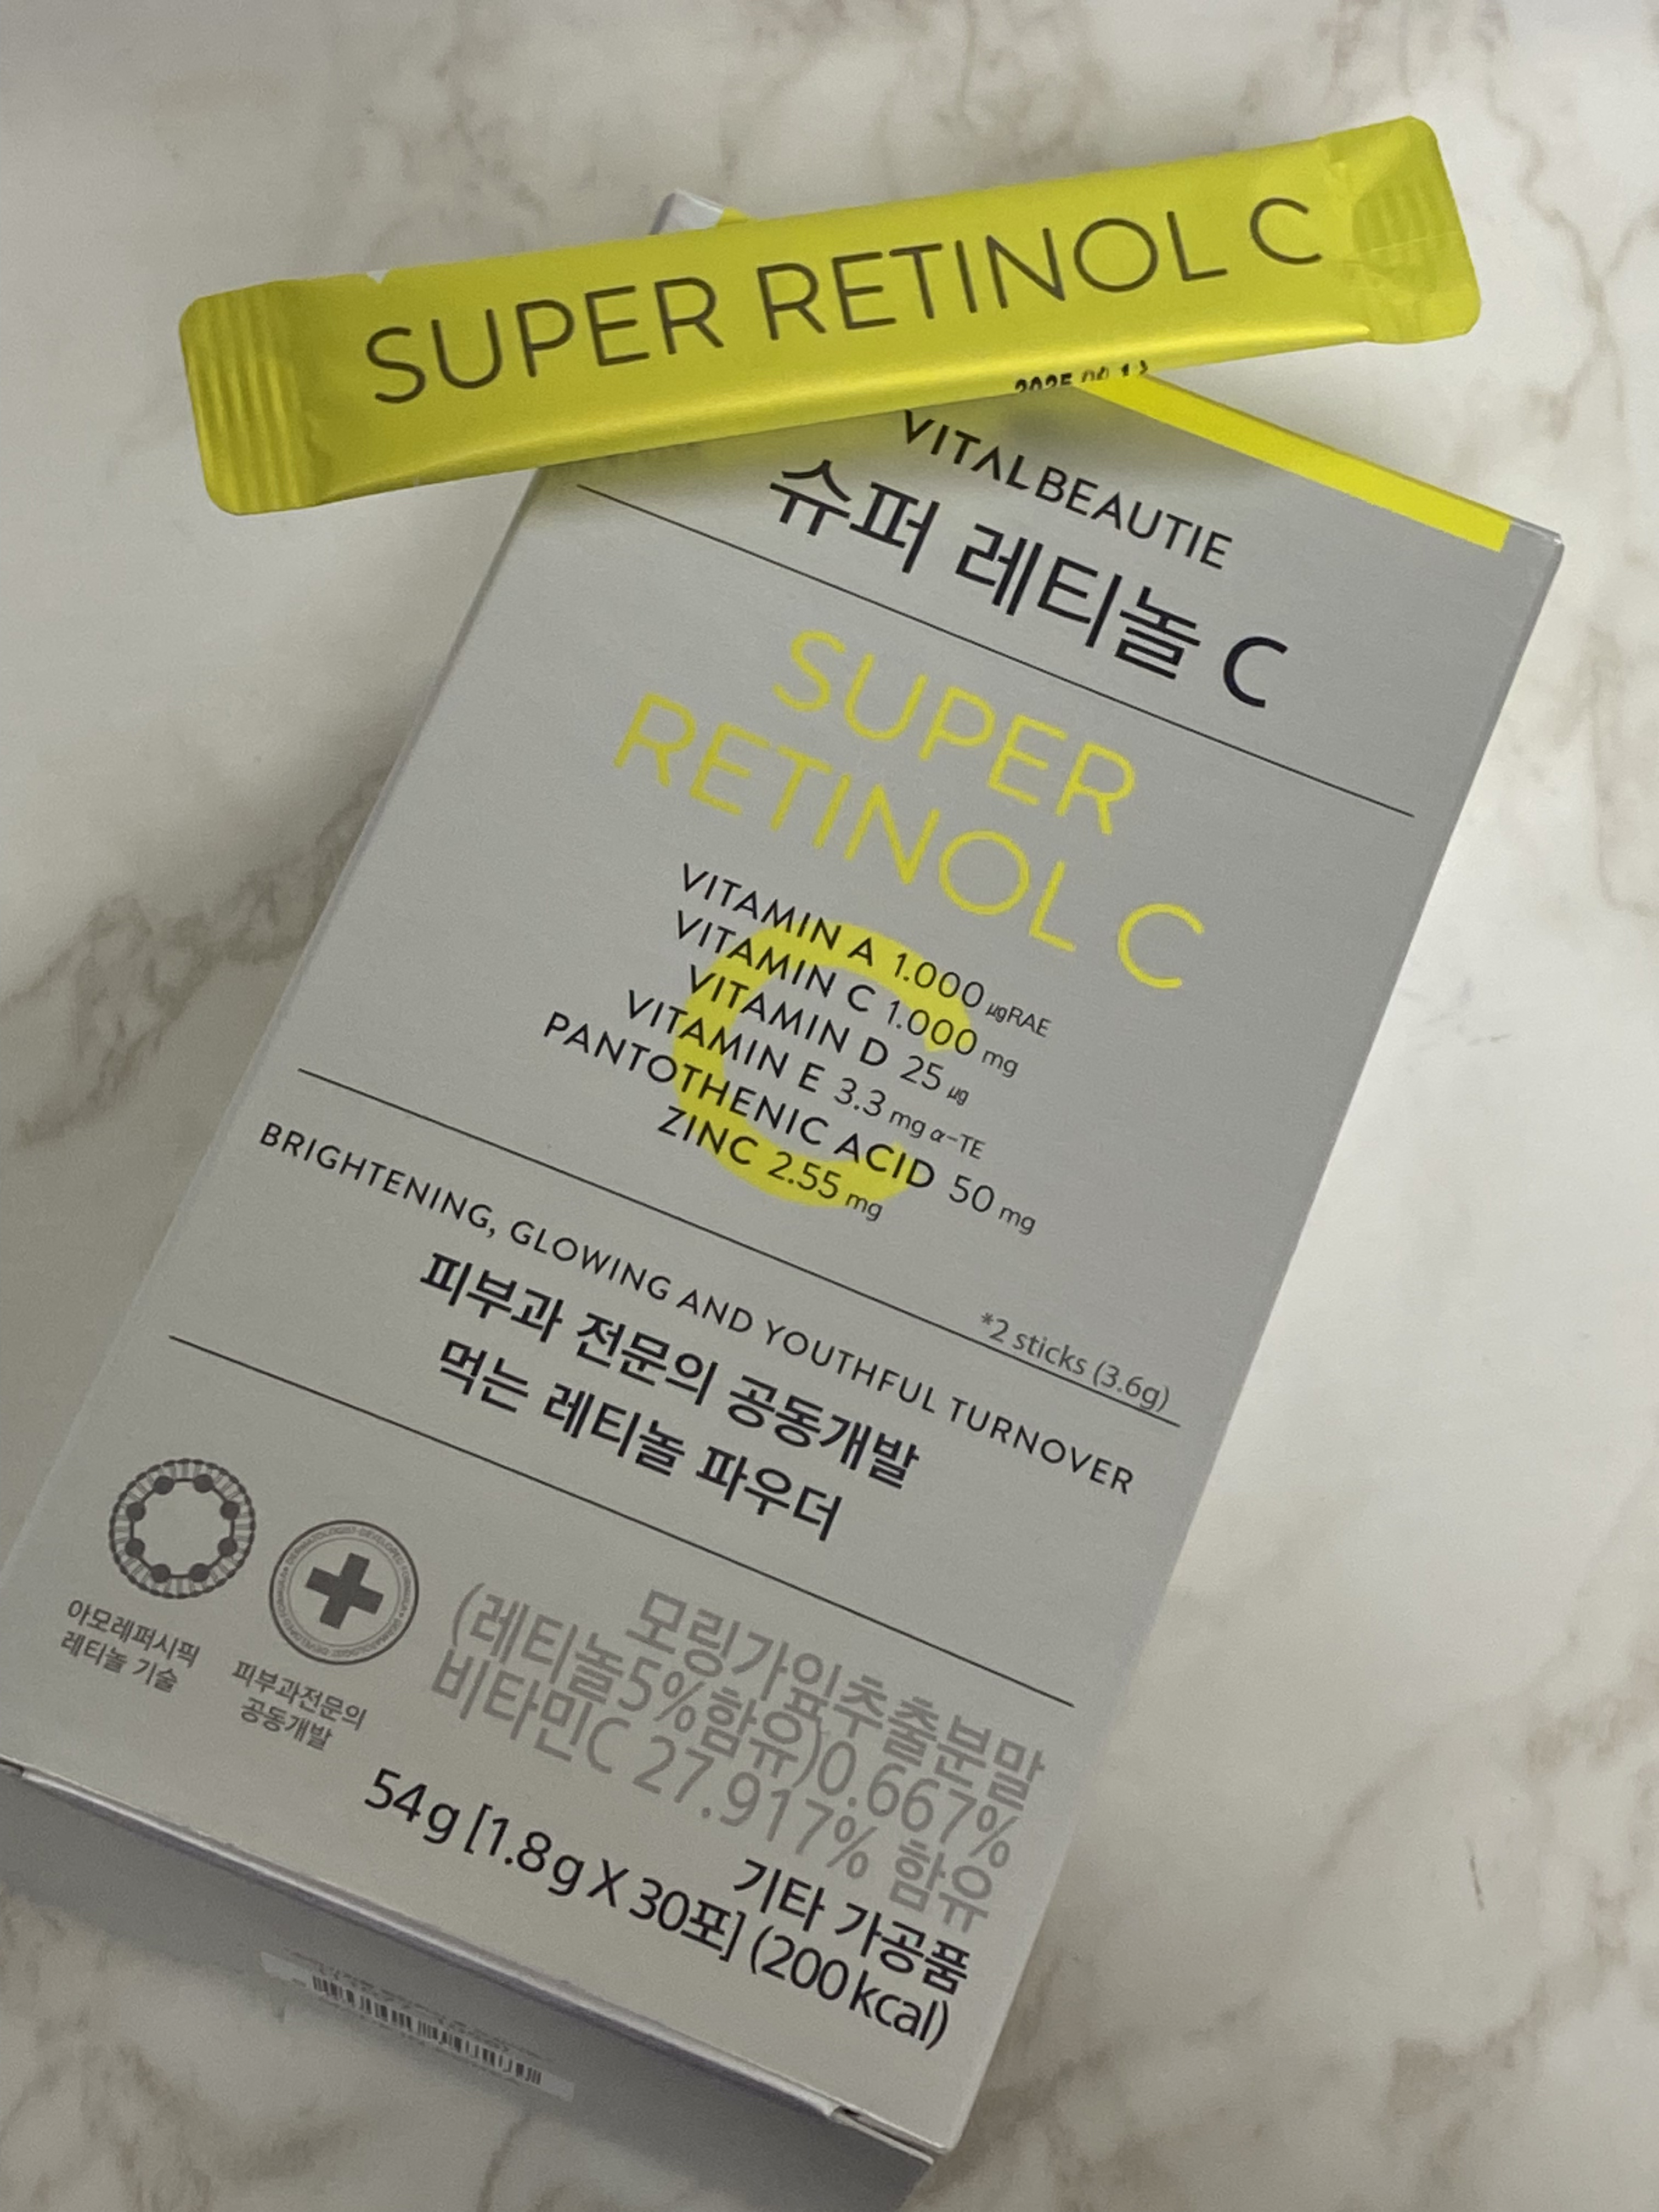 SUPER RETINOL C
VITALBEAUTIE
슈퍼 레티놀 C
SUPER
RETINOL C
VITAMIN A 1.000 μgRAE
VITAMIN C 1.000 mg
VITAMIN D 25 μg
VITAMIN E 3.3 mg α-TE
PANTOTHENIC ACID 50 mg
ZINC 2.55 mg
*2 sticks (3.6g)
BRIGHTENING, GLOWING AND YOUTHFUL TURNOVER
피부과 전문의 공동개발
먹는 레티놀 파우더
아모레퍼시픽
레티놀 기술
피부과전문의
공동개발
모링가잎추출분말
(레티놀5%함유)0.667%
비타민C 27.917% 함유
기타 가공품
54g [1.8g X 30포] (200kcal)